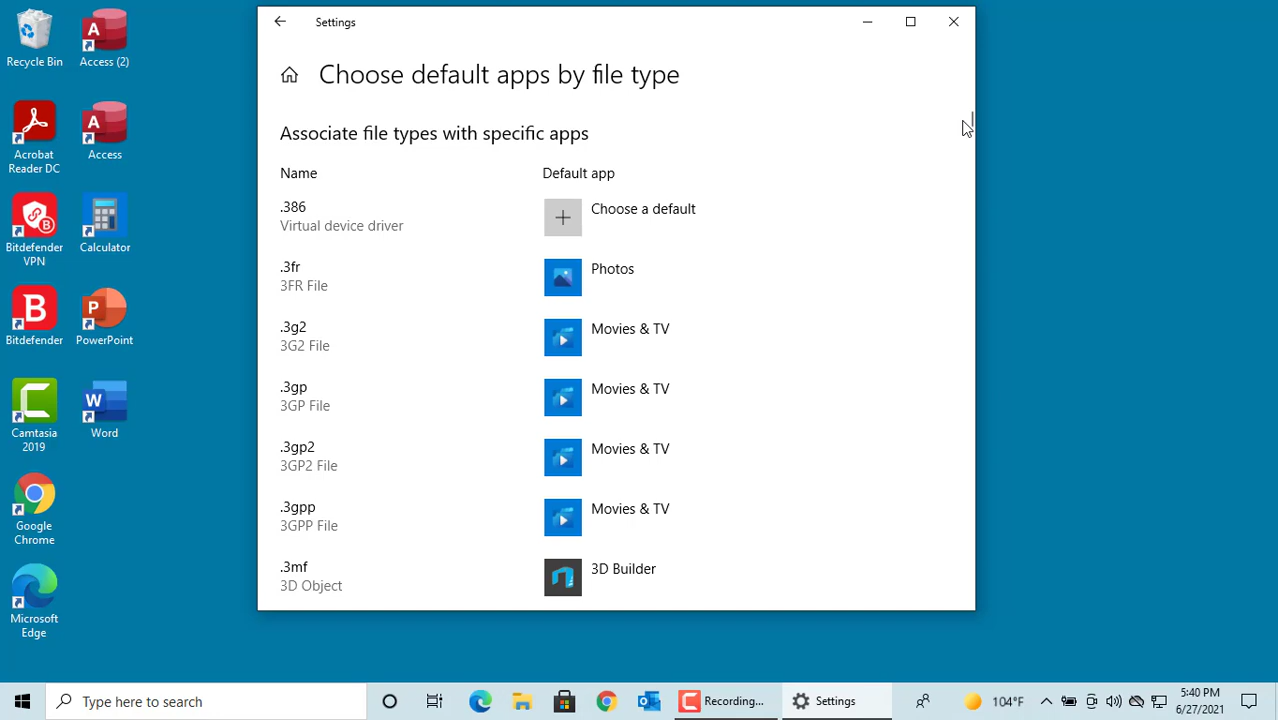 Recycle Bin
Access (2)
Acrobat
Reader DC
Access
Bitdefender
VPN
Calculator
Bitdefender
PowerPoint
Camtasia
2019
Word
Google
Chrome
Microsoft
Edge
Settings
Choose default apps by file type
Associate file types with specific apps
Name
Default app
.386
Virtual device driver
Choose a default
.3fr
3FR File
Photos
.3g2
3G2 File
Movies & TV
.3gp
3GP File
Movies & TV
.3gp2
3GP2 File
Movies & TV
.3gpp
3GPP File
Movies & TV
.3mf
3D Object
3D Builder
Type here to search
Recording...
Settings
104°F
5:40 PM
6/27/2021